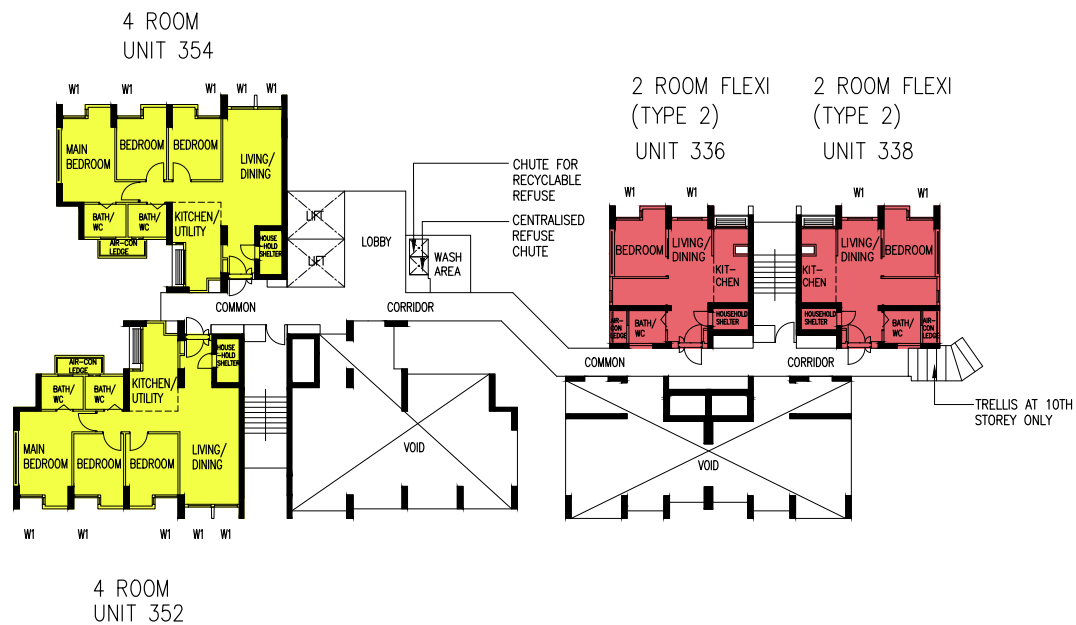 4 ROOM
UNIT 354
W1
W1
W1
W1
W1
MAIN
BEDROOM
BEDROOM
BEDROOM
LIVING/
DINING
BATH/
WC
BATH/
WC
KITCHEN/
UTILITY
AIR-CON
LEDGE
HOUSE
-HOLD
SHELTER
LIFT
LIFT
LOBBY
CHUTE FOR
RECYCLABLE
REFUSE
CENTRALISED
REFUSE
CHUTE
WASH
AREA
COMMON
CORRIDOR
2 ROOM FLEXI
(TYPE 2)
UNIT 336
2 ROOM FLEXI
(TYPE 2)
UNIT 338
W1
W1
W1
W1
BEDROOM
LIVING/
DINING
KIT-
CHEN
AIR-
CON
LEDGE
BATH/
WC
HOUSEHOLD
SHELTER
LIVING/
DINING
BEDROOM
KIT-
CHEN
HOUSEHOLD
SHELTER
BATH/
WC
AIR-
CON
LEDGE
COMMON
CORRIDOR
TRELLIS AT 10TH
STOREY ONLY
AIR-CON
LEDGE
BATH/
WC
BATH/
WC
KITCHEN/
UTILITY
HOUSE
-HOLD
SHELTER
MAIN
BEDROOM
BEDROOM
BEDROOM
LIVING/
DINING
VOID
VOID
W1
W1
W1
W1
W1
4 ROOM
UNIT 352